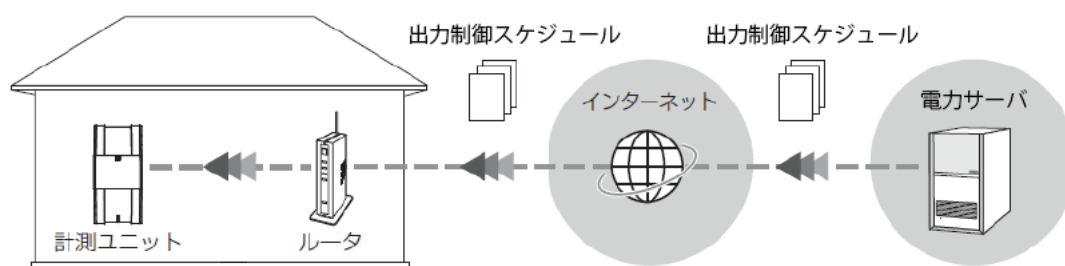 出力制御スケジュール
出力制御スケジュール
インターネット
電力サーバ
計測ユニット
ルータ